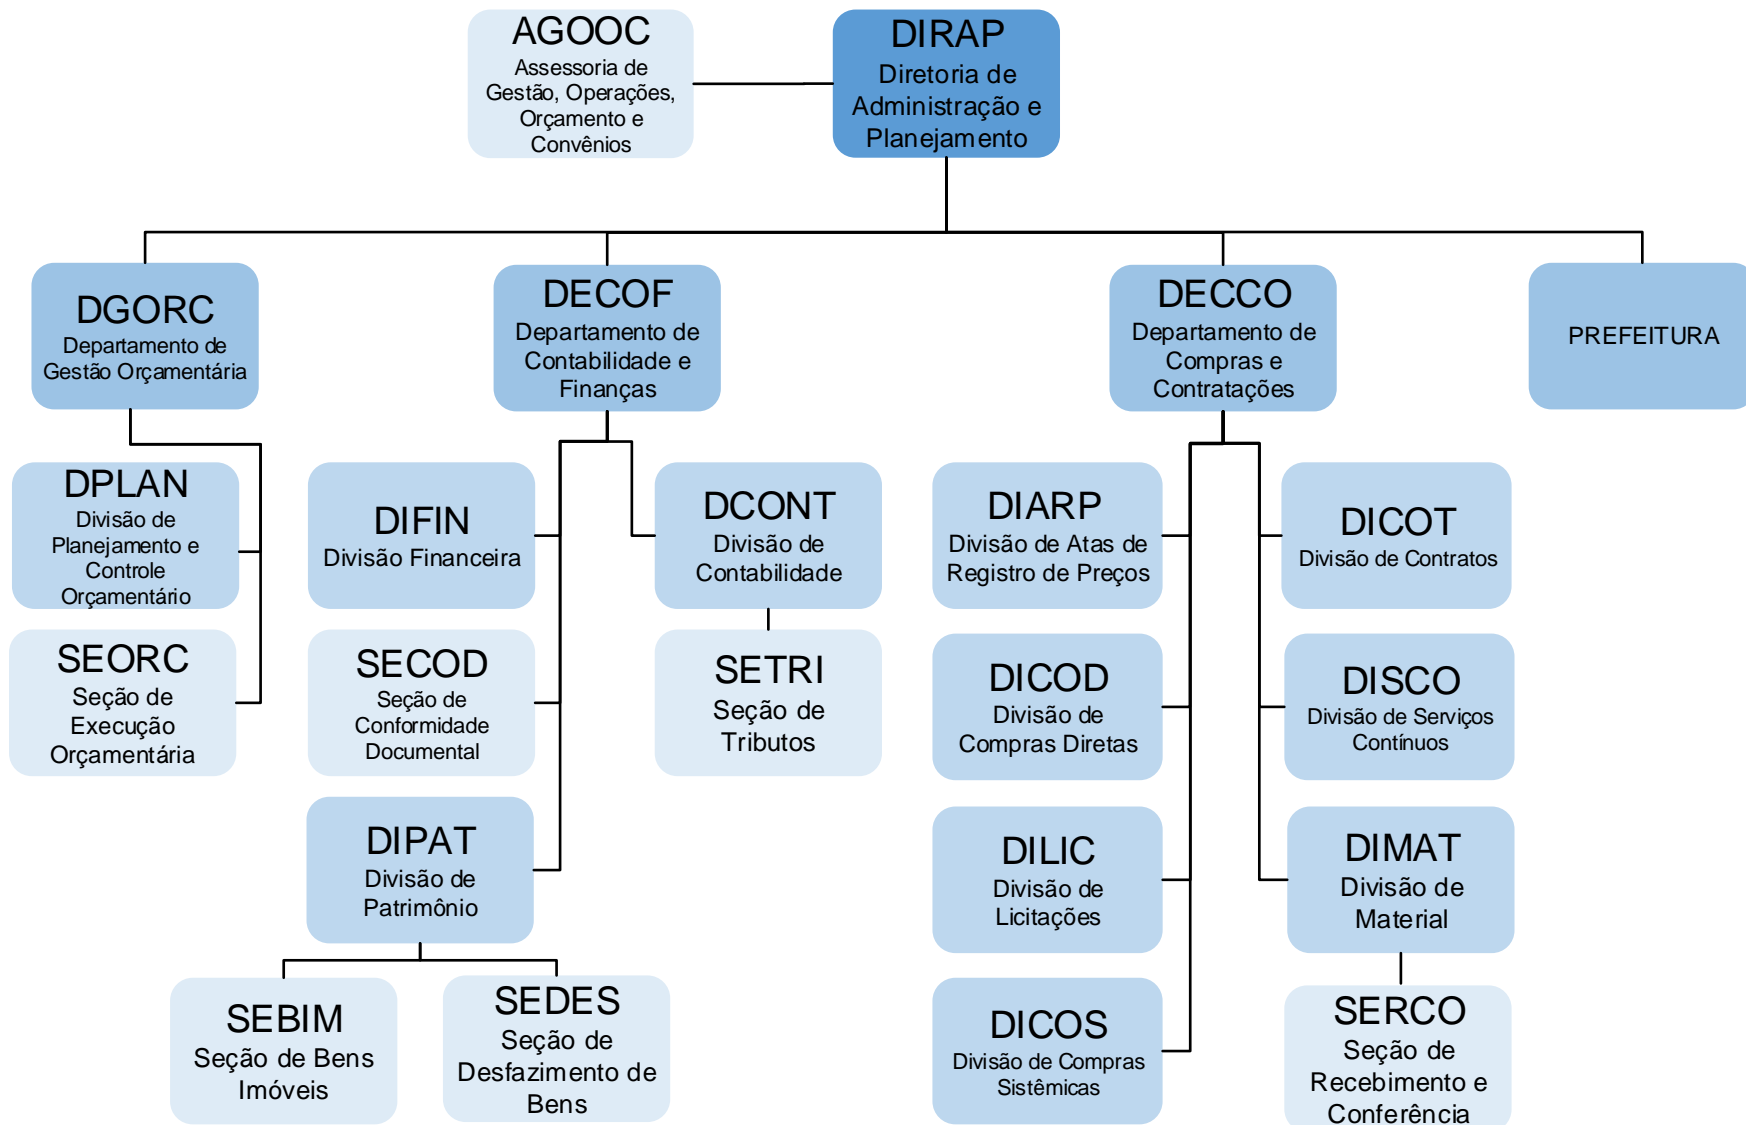 AGOOC
Assessoria de
Gestão, Operações,
Orçamento e
Convênios
DIRAP
Diretoria de
Administração e
Planejamento
DGORC
Departamento de
Gestão Orçamentária
DECOF
Departamento de
Contabilidade e
Finanças
DECCO
Departamento de
Compras e
Contratações
PREFEITURA
DPLAN
Divisão de
Planejamento e
Controle
Orçamentário
DIFIN
Divisão Financeira
DCONT
Divisão de
Contabilidade
DIARP
Divisão de Atas de
Registro de Preços
DICOT
Divisão de Contratos
SEORC
Seção de
Execução
Orçamentária
SECOD
Seção de
Conformidade
Documental
SETRI
Seção de
Tributos
DICOD
Divisão de
Compras Diretas
DISCO
Divisão de Serviços
Contínuos
DIPAT
Divisão de
Patrimônio
DILIC
Divisão de
Licitações
DIMAT
Divisão de
Material
SEBIM
Seção de Bens
Imóveis
SEDES
Seção de
Desfazimento de
Bens
DICOS
Divisão de Compras
Sistêmicas
SERCO
Seção de
Recebimento e
Conferência